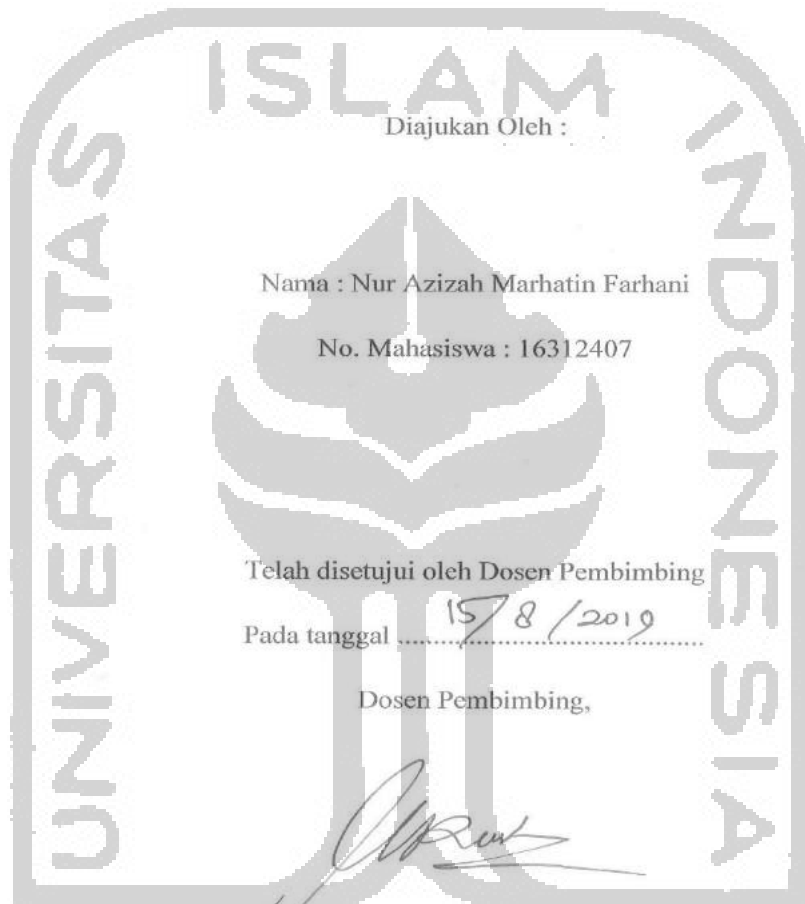 UNIVERSITAS
ISLAM
INDONESIA
Diajukan Oleh :
Nama : Nur Azizah Marhatin Farhani
No. Mahasiswa : 16312407
Telah disetujui oleh Dosen Pembimbing
Pada tanggal ....15/8/2019....
Dosen Pembimbing,